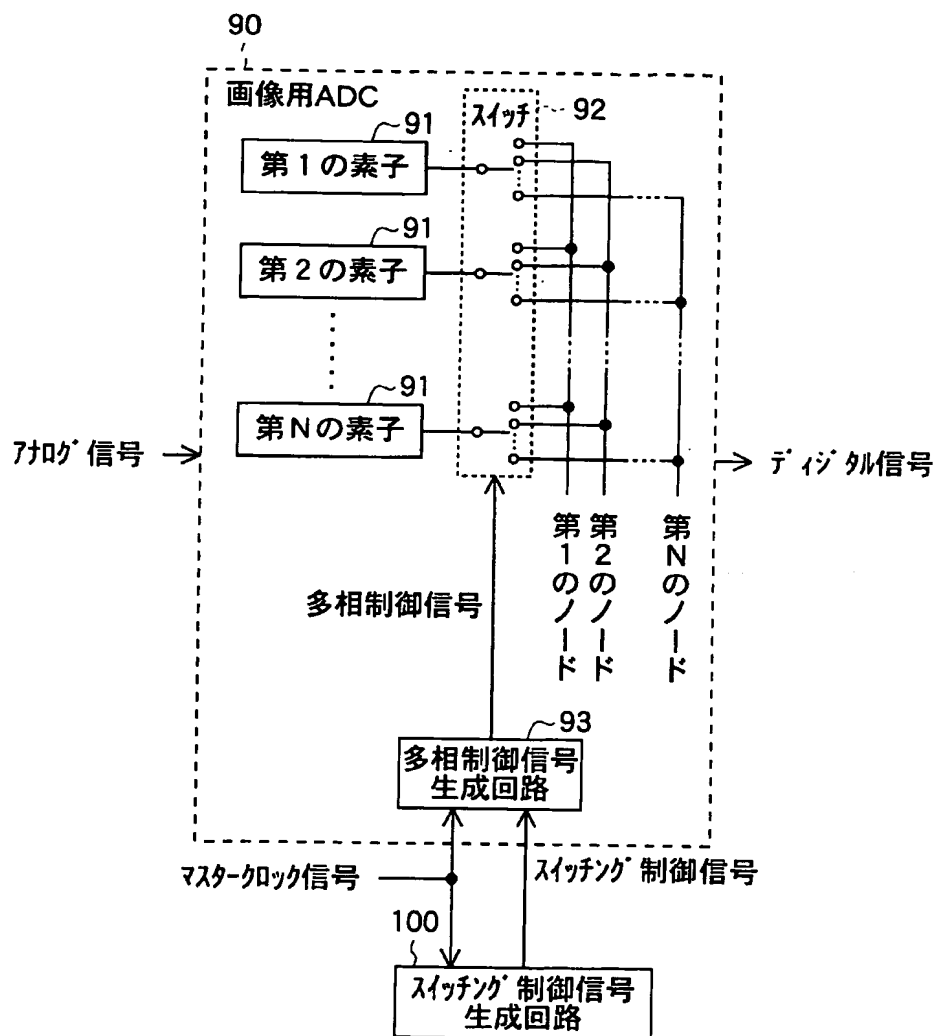 90
画像用ADC
スイッチ
92
91
第1の素子
91
第2の素子
91
第Nの素子
アナログ信号
ディジタル信号
第1のノード
第2のノード
第Nのノード
多相制御信号
93
多相制御信号
生成回路
マスタークロック信号
スイッチング制御信号
100
スイッチング制御信号
生成回路